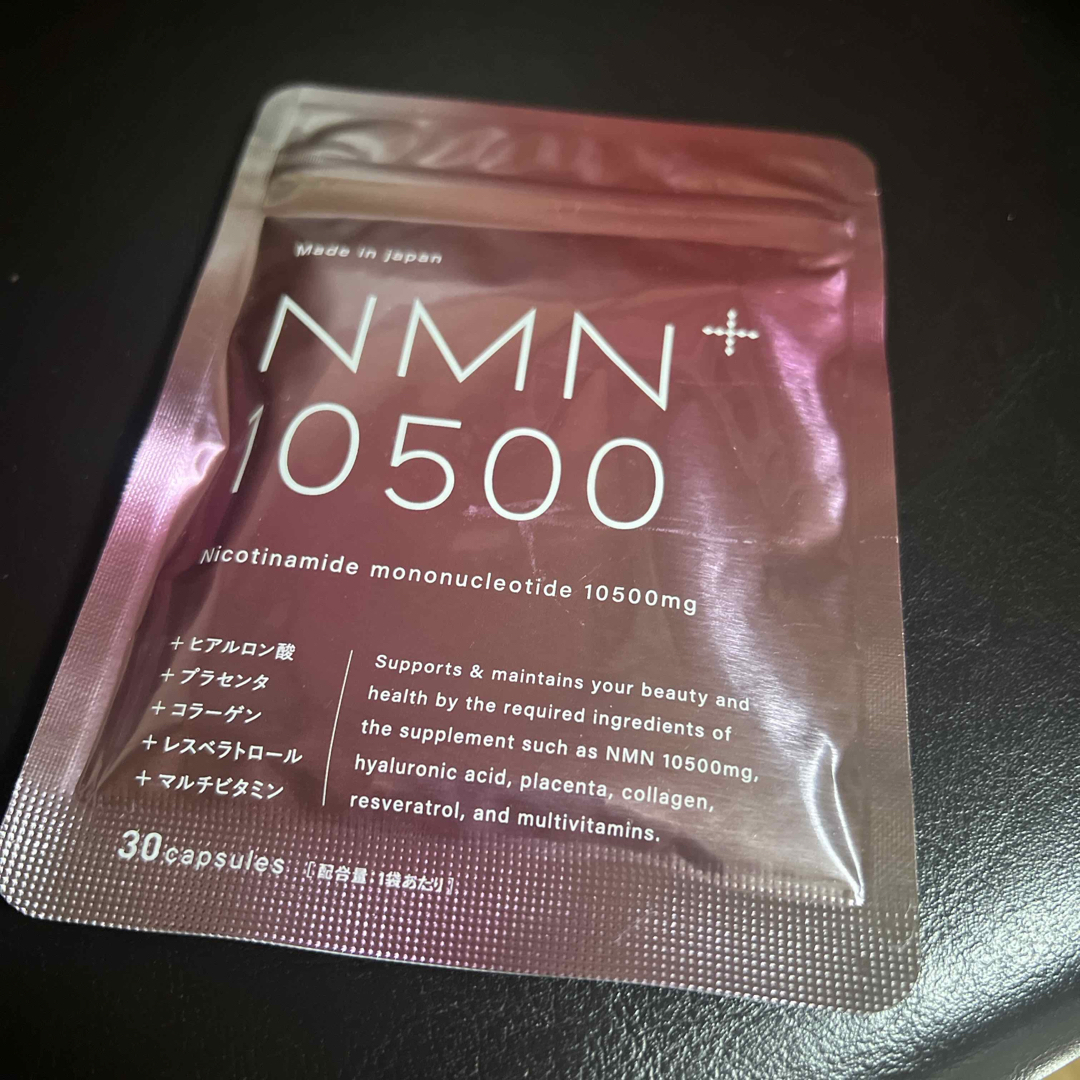 Made in japan
NMN+
10500
Nicotinamide mononucleotide 10500mg
+ヒアルロン酸
+プラセンタ
+コラーゲン
+レスベラトロール
+マルチビタミン
Supports & maintains your beauty and
health by the required ingredients of
the supplement such as NMN 10500mg,
hyaluronic acid, placenta, collagen,
resveratrol, and multivitamins.
30capsules [配合量 1袋あたり]